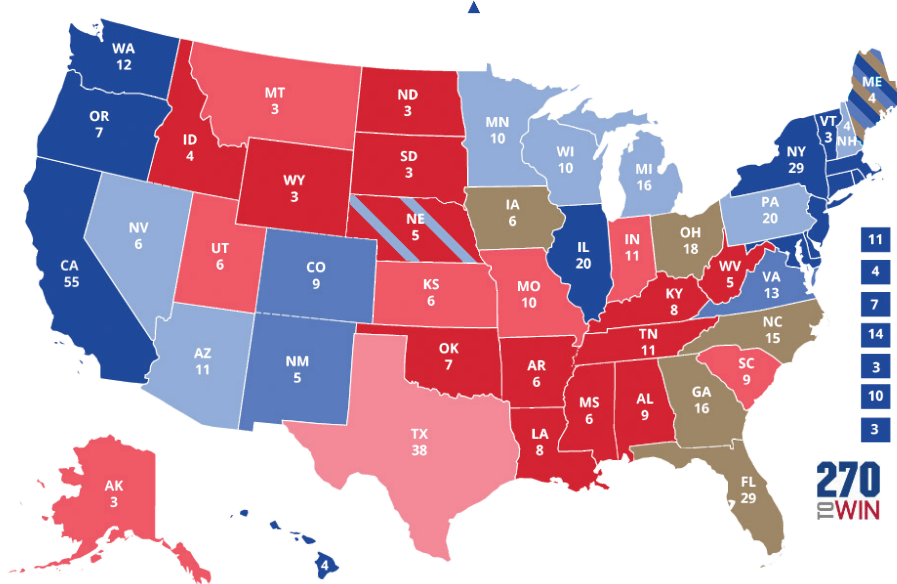 WA
12
OR
7
CA
55
NV
6
ID
4
MT
3
WY
3
UT
6
AZ
11
CO
9
NM
5
ND
3
SD
3
NE
5
KS
6
OK
7
TX
38
MN
10
IA
6
MO
10
AR
6
LA
8
WI
10
IL
20
MI
16
IN
11
OH
18
KY
8
TN
11
MS
6
AL
9
GA
16
FL
29
SC
9
NC
15
VA
13
WV
5
PA
20
NY
29
VT
3
4
NH
ME
4
11
4
7
14
3
10
3
AK
3
4
270
TO WIN